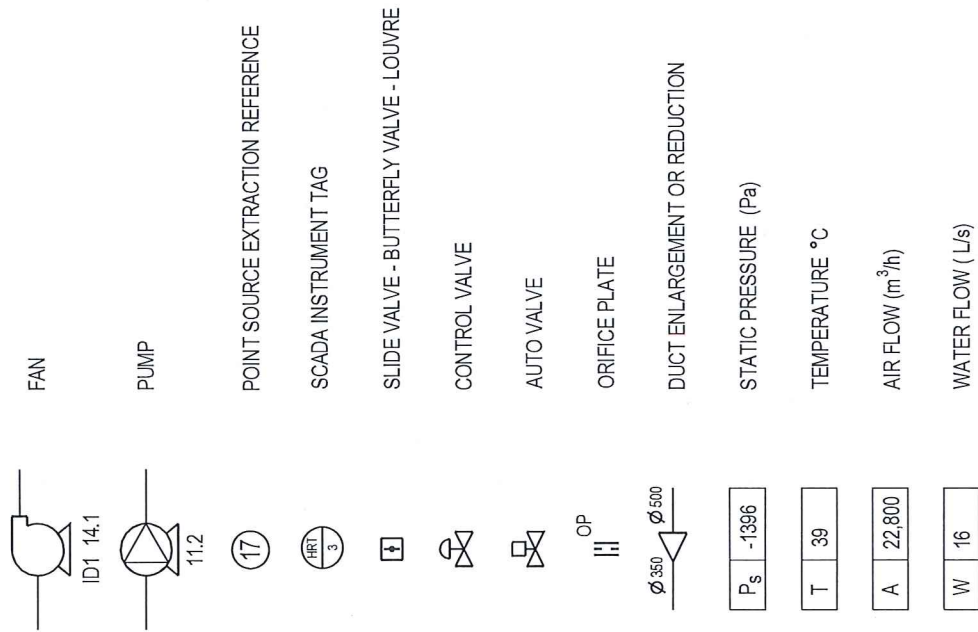 ID1 14.1
FAN
11.2
PUMP
17
POINT SOURCE EXTRACTION REFERENCE
HRT
3
SCADA INSTRUMENT TAG
SLIDE VALVE - BUTTERFLY VALVE - LOUVRE
CONTROL VALVE
AUTO VALVE
OP
ORIFICE PLATE
Ø350 Ø500
DUCT ENLARGEMENT OR REDUCTION
Ps -1396
STATIC PRESSURE (Pa)
T 39
TEMPERATURE °C
A 22,800
AIR FLOW (m³/h)
W 16
WATER FLOW ( L/s)